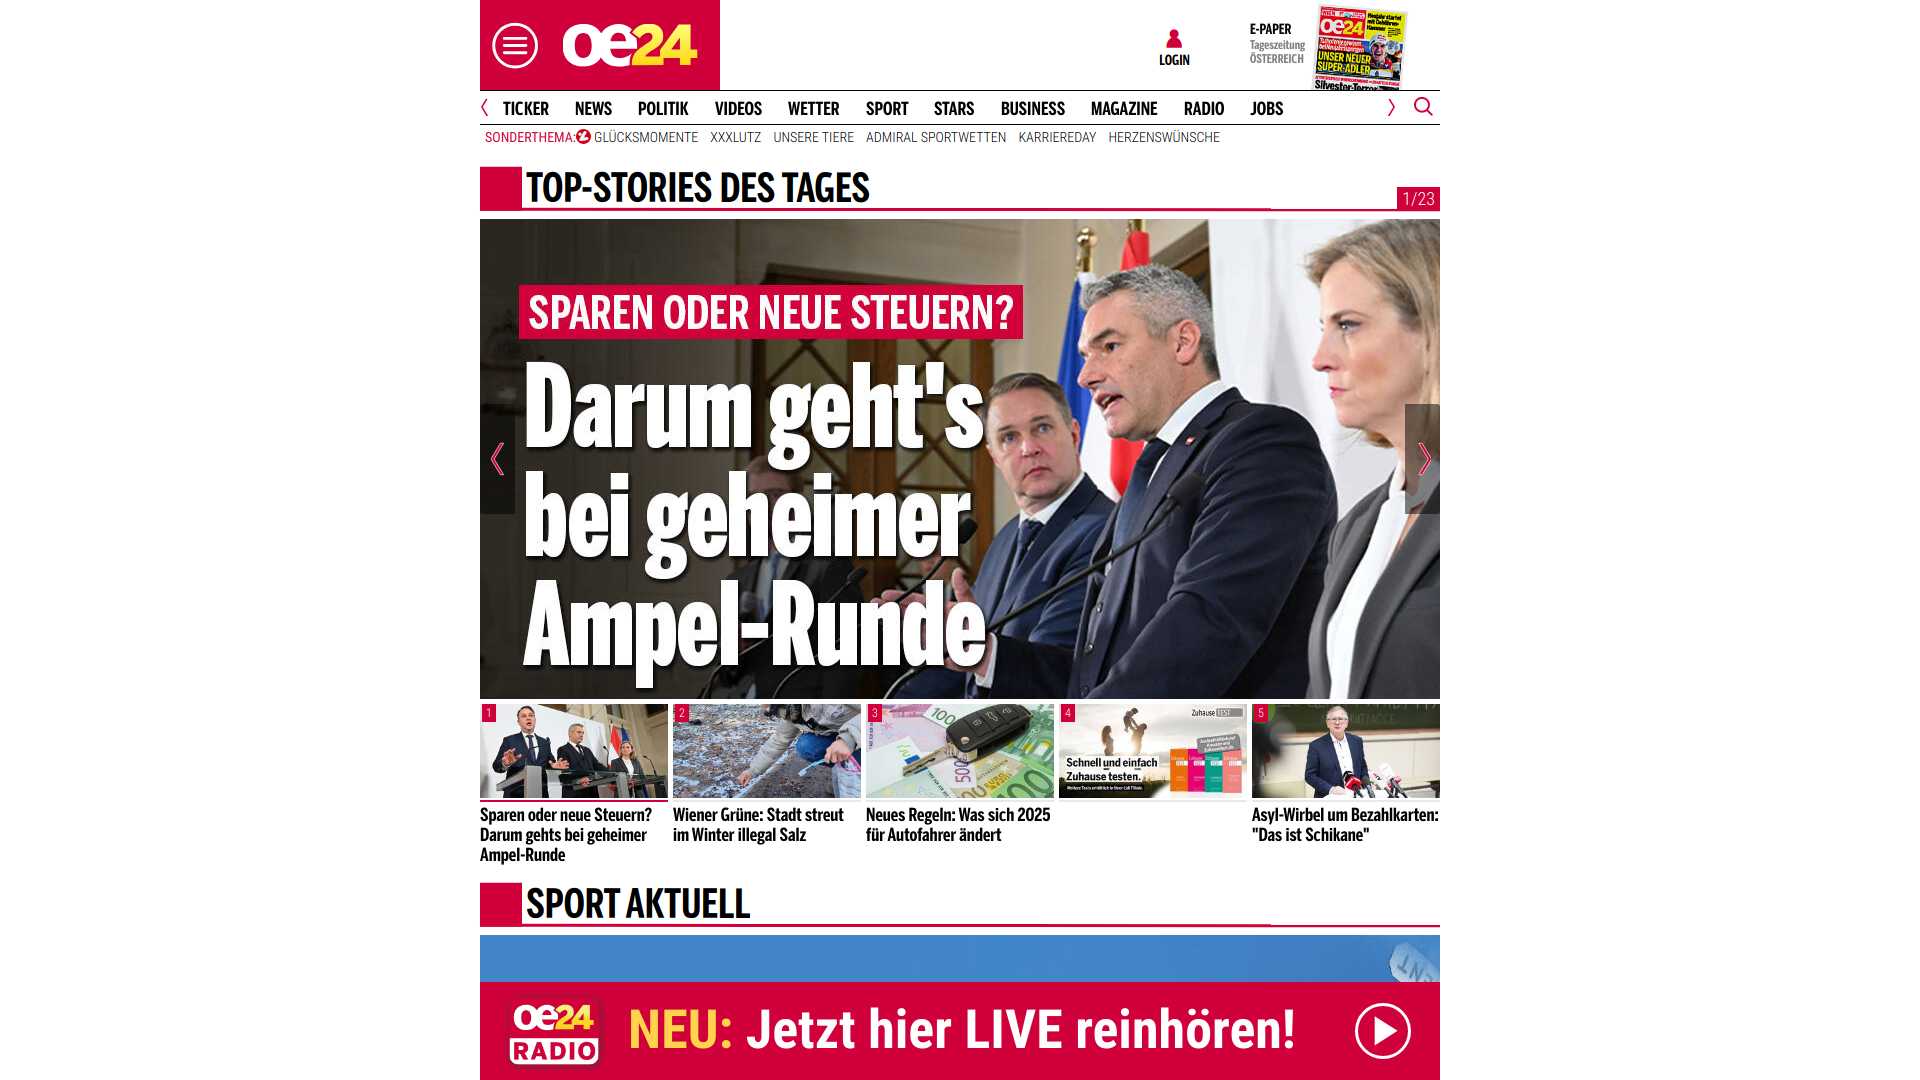 oe24
LOGIN
E-PAPER
Tageszeitung
ÖSTERREICH
oe24
UNSER NEUER
SUPER-ADLER
TICKER NEWS POLITIK VIDEOS WETTER SPORT STARS BUSINESS MAGAZINE RADIO JOBS
SONDERTHEMA: GLÜCKSMOMENTE XXXLUTZ UNSERE TIERE ADMIRAL SPORTWETTEN KARRIEREDAY HERZENSWÜNSCHE
TOP-STORIES DES TAGES
1/23
SPAREN ODER NEUE STEUERN?
Darum geht's
bei geheimer
Ampel-Runde
1
2
3
4
5
Zuhause TEST
Schnell und einfach
Zuhause testen.
Sparen oder neue Steuern?
Darum gehts bei geheimer
Ampel-Runde
Wiener Grüne: Stadt streut
im Winter illegal Salz
Neues Regeln: Was sich 2025
für Autofahrer ändert
Asyl-Wirbel um Bezahlkarten:
"Das ist Schikane"
SPORT AKTUELL
oe24
RADIO
NEU: Jetzt hier LIVE reinhören!